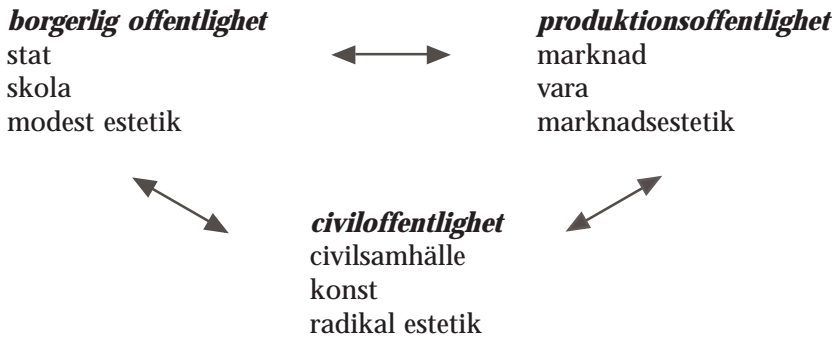 borgerlig offentlighet
stat
skola
modest estetik
produktionsoffentlighet
marknad
vara
marknadsestetik
civiloffentlighet
civilsamhälle
konst
radikal estetik